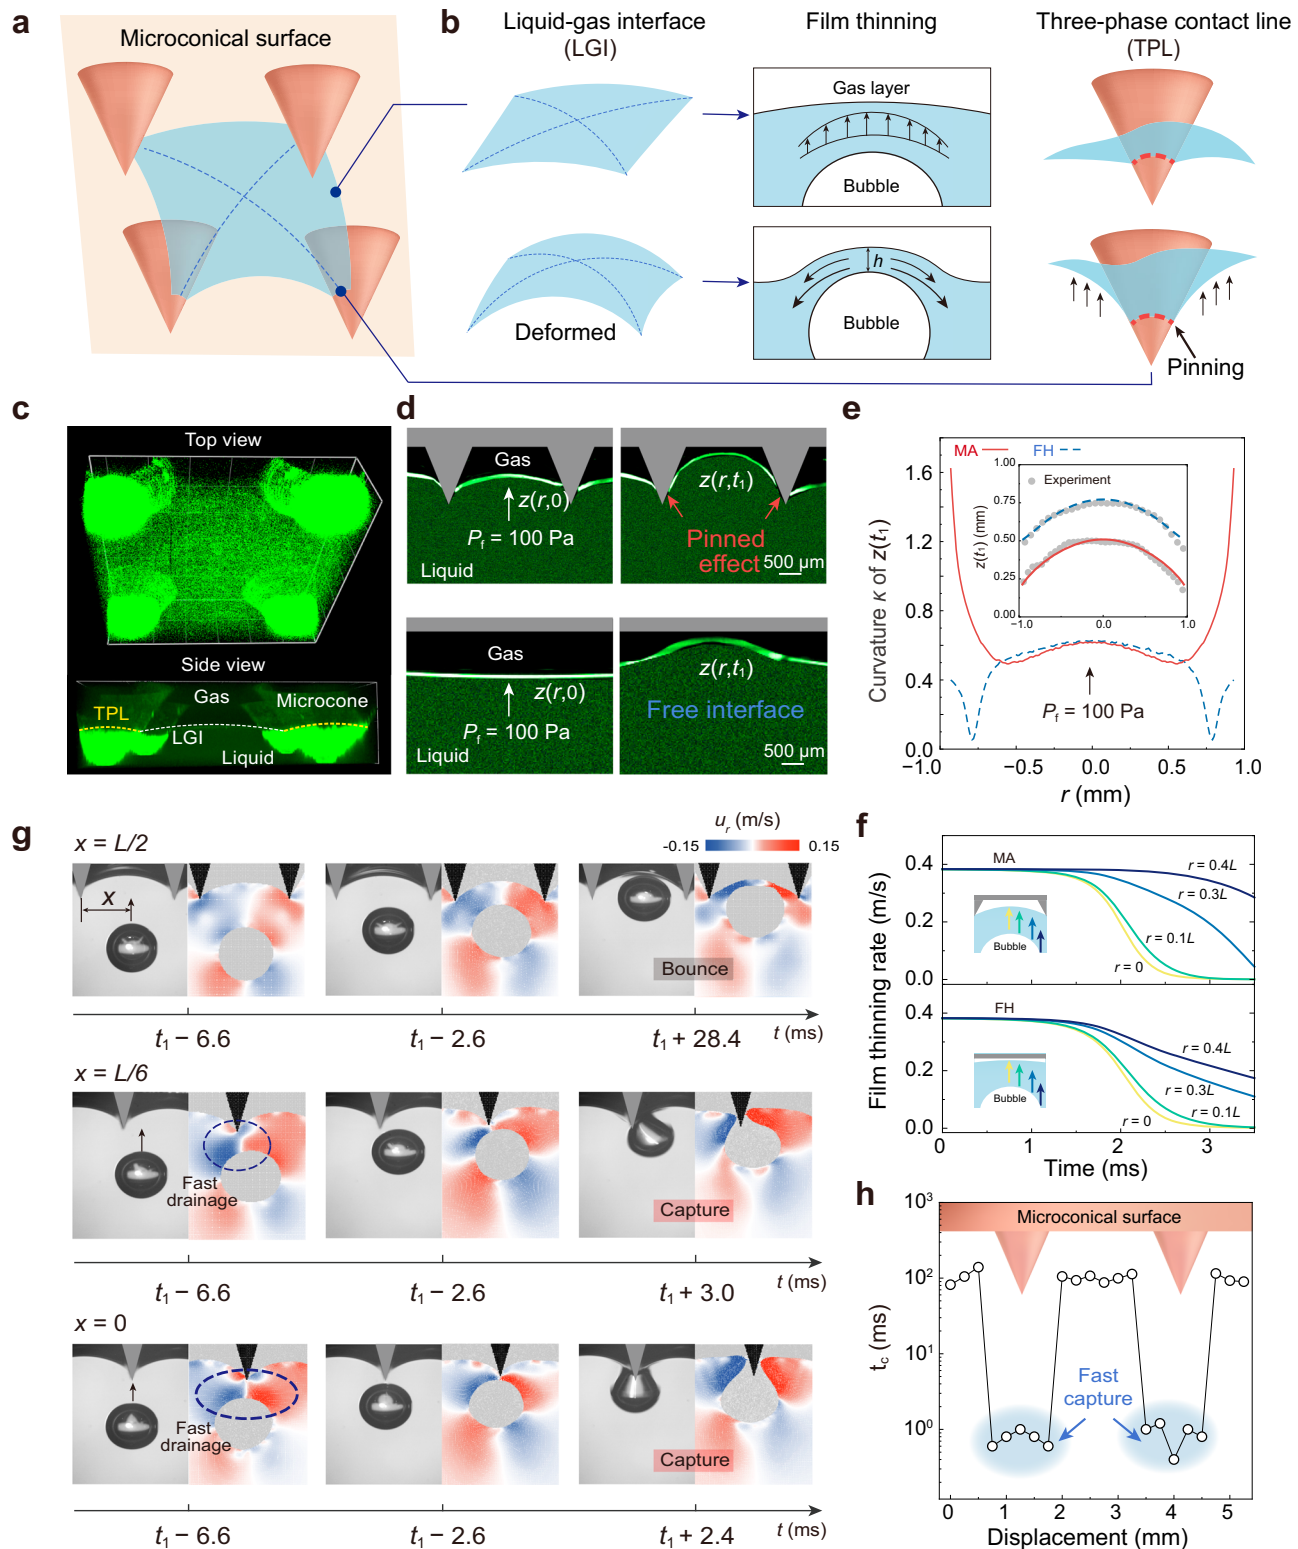 a
Microconical surface
b
Liquid-gas interface
(LGI)
Film thinning
Three-phase contact line
(TPL)
Gas layer
Bubble
Deformed
h
Bubble
Pinning
c
Top view
Side view
Gas
Microcone
TPL
LGI
Liquid
d
Gas
z(r,0)
Pf = 100 Pa
Liquid
z(r,t1)
Pinned
effect
500 μm
Gas
z(r,0)
Pf = 100 Pa
Liquid
z(r,t1)
Free interface
500 μm
e
MA
FH
Experiment
z(t1) (mm)
1.00
0.75
0.50
0.25
0.00
−1.0
0.0
1.0
Pf = 100 Pa
Curvature κ of z(t1)
1.8
1.6
1.2
0.8
0.4
0.0
−1.0
−0.5
0.0
0.5
1.0
r (mm)
g
x = L/2
ur (m/s)
-0.15
0.15
x
Bounce
t1 − 6.6
t1 − 2.6
t1 + 28.4
t (ms)
x = L/6
Fast
drainage
Capture
t1 − 6.6
t1 − 2.6
t1 + 3.0
t (ms)
x = 0
Fast
drainage
Capture
t1 − 6.6
t1 − 2.6
t1 + 2.4
t (ms)
f
Film thinning rate (m/s)
0.4
0.2
0.0
MA
r = 0.4L
r = 0.3L
r = 0.1L
r = 0
Bubble
0.4
0.2
0.0
FH
r = 0.4L
r = 0.3L
r = 0.1L
r = 0
Bubble
0
1
2
3
Time (ms)
h
tc (ms)
10³
10²
10⁰
Microconical surface
Fast
capture
0
1
2
3
4
5
Displacement (mm)